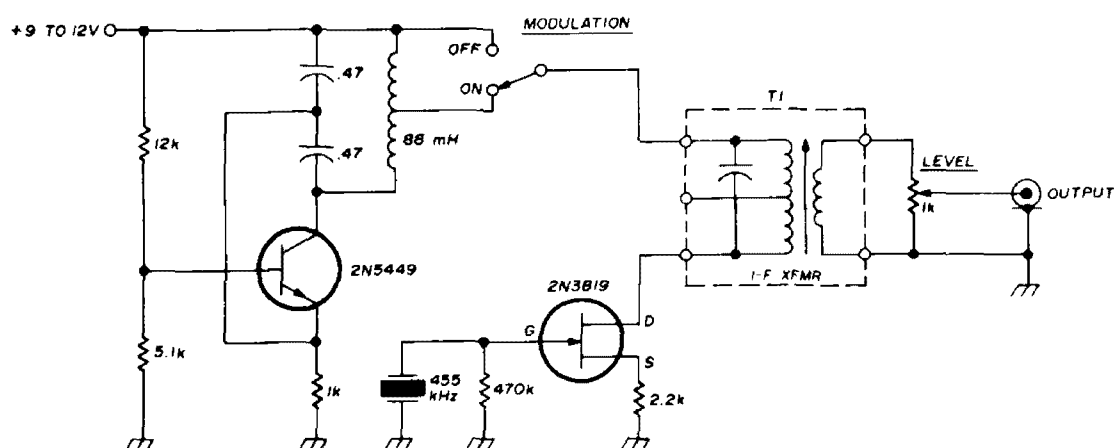 +9 TO 12V
MODULATION
OFF
ON
.47
.47
88 mH
12k
2N5449
5.1k
1k
455
kHz
470k
G
2N3819
D
S
2.2k
T1
I-F XFMR
LEVEL
1k
OUTPUT